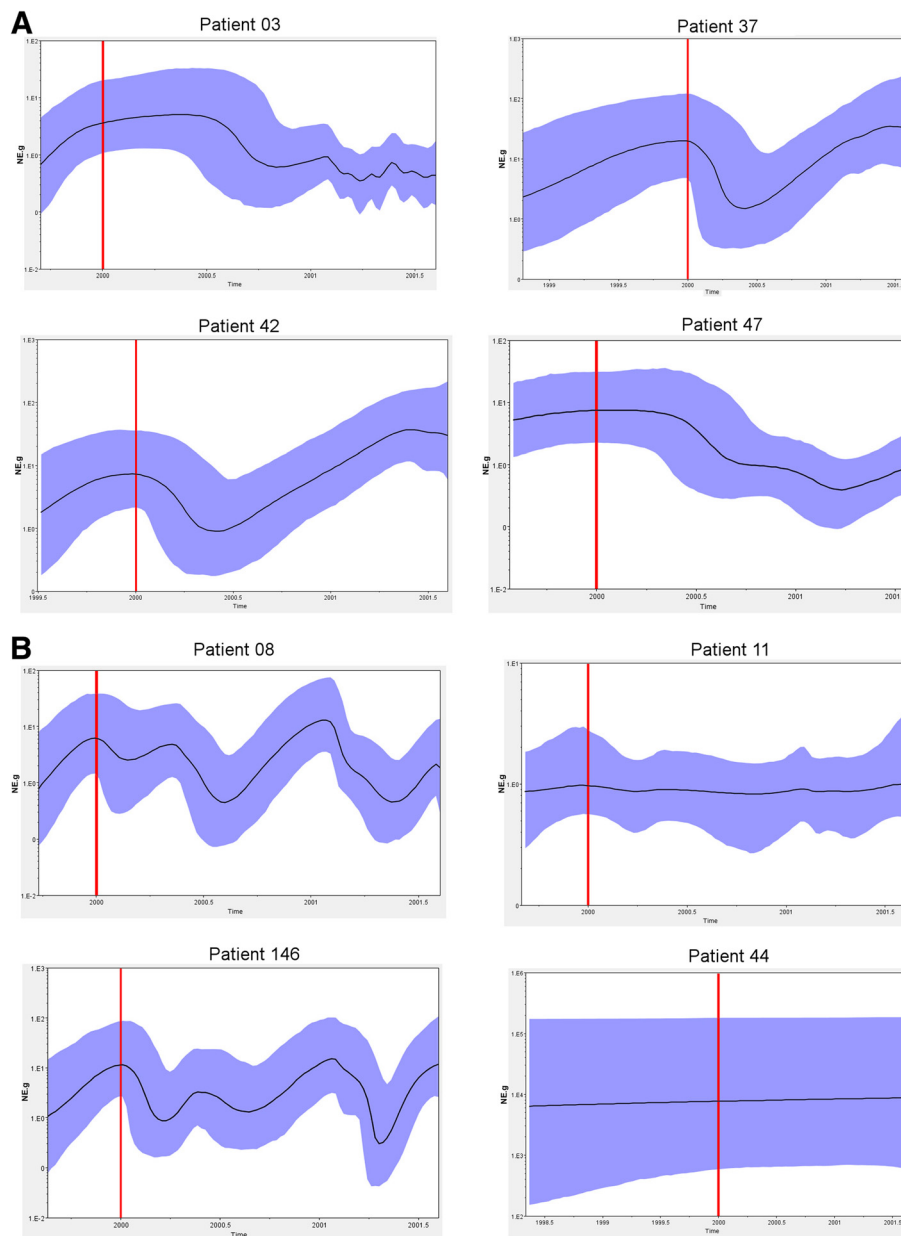 A
Patient 03
1.E2
1.E1
1.E0
0
1.E-2
NE.g
2000
2000.5
2001
2001.5
Time
Patient 37
1.E3
1.E2
1.E1
1.E0
0
NE.g
1999
1999.5
2000
2000.5
2001
2001.5
Time
Patient 42
1.E3
1.E2
1.E1
1.E0
0
NE.g
1999.5
2000
2000.5
2001
2001.5
Time
Patient 47
1.E2
1.E1
1.E0
0
1.E-2
NE.g
2000
2000.5
2001
2001.5
Time
B
Patient 08
1.E2
1.E1
1.E0
0
1.E-2
NE.g
2000
2000.5
2001
2001.5
Time
Patient 11
1.E1
1.E0
0
NE.g
2000
2000.5
2001
2001.5
Time
Patient 146
1.E3
1.E2
1.E1
1.E0
0
1.E-2
NE.g
2000
2000.5
2001
2001.5
Time
Patient 44
1.E6
1.E5
1.E4
1.E3
1.E2
NE.g
1998.5
1999
1999.5
2000
2000.5
2001
2001.5
Time